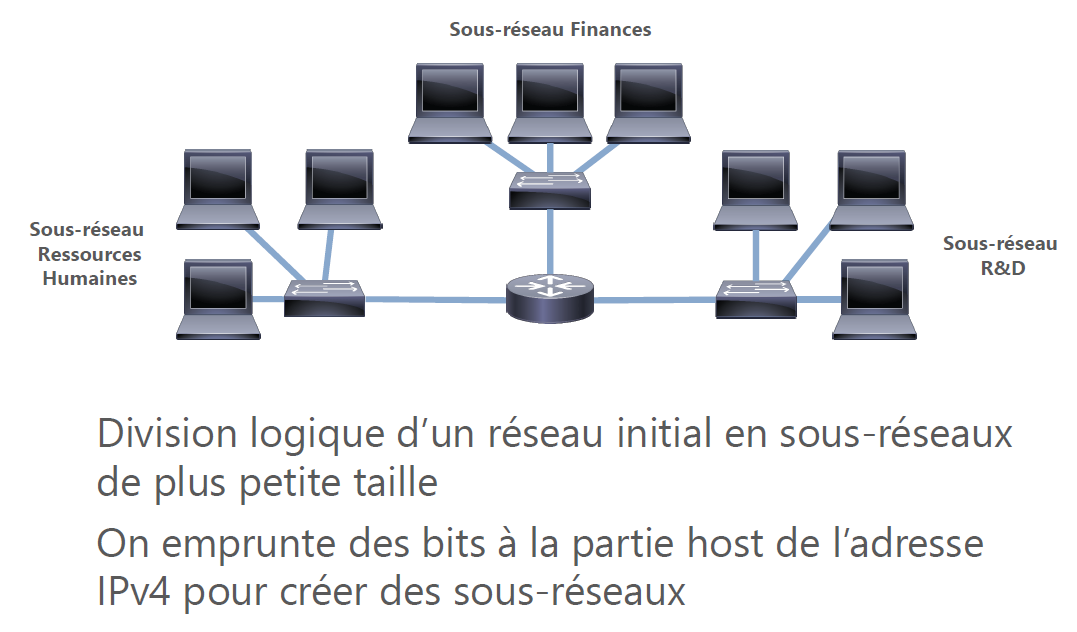 Sous-réseau Finances
Sous-réseau
Ressources
Humaines
Sous-réseau
R&D
Division logique d’un réseau initial en sous-réseaux
de plus petite taille
On emprunte des bits à la partie host de l’adresse
IPv4 pour créer des sous-réseaux